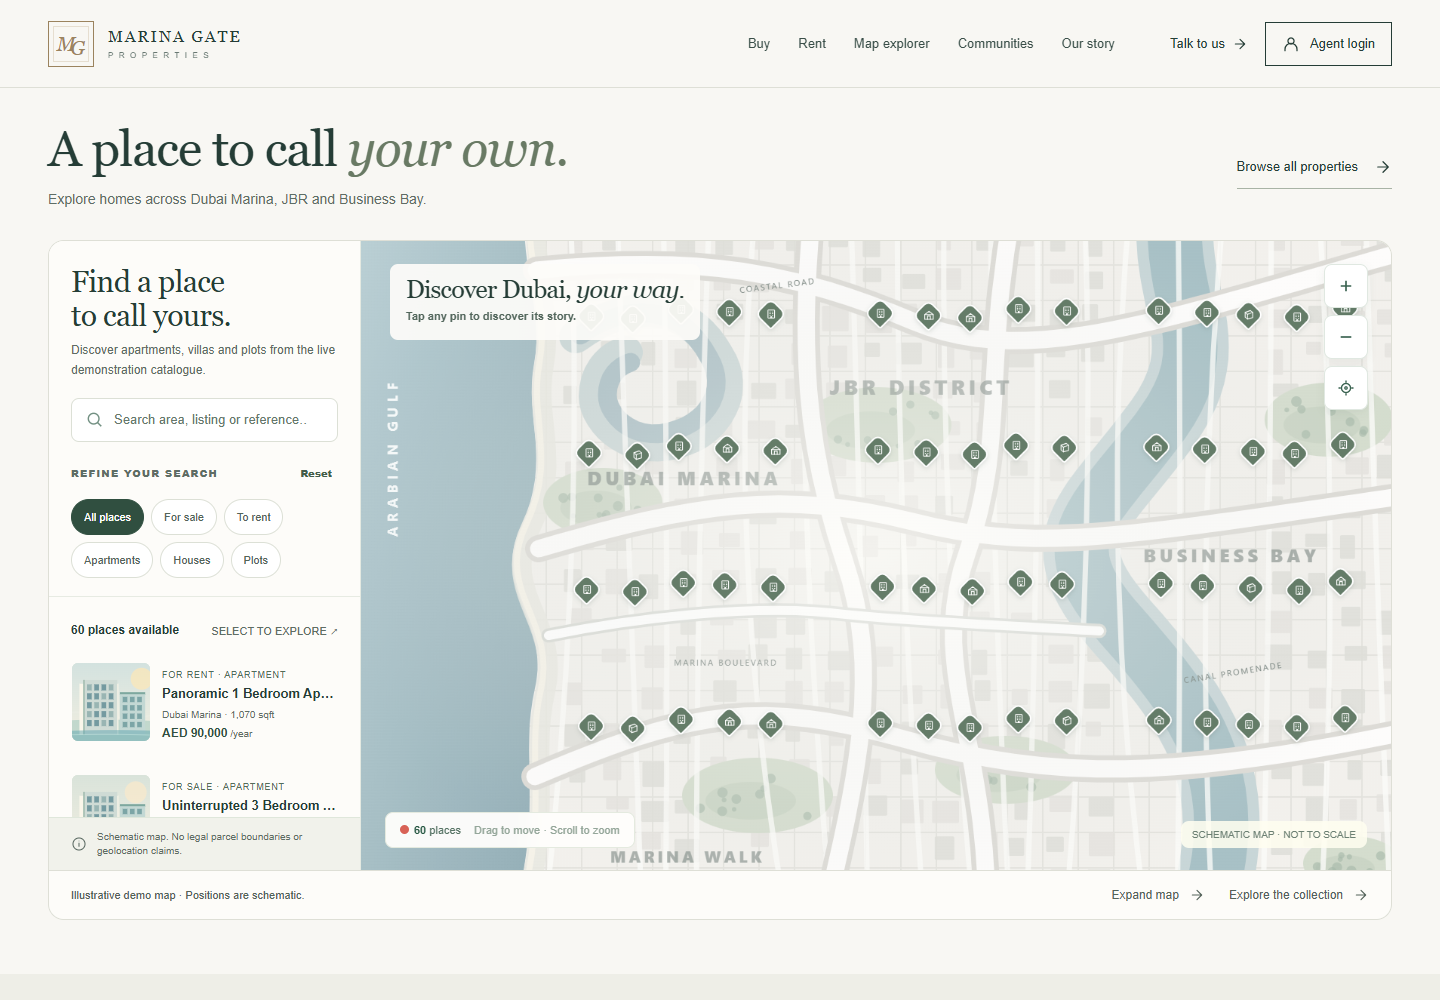 MG
MARINA GATE
PROPERTIES
Buy
Rent
Map explorer
Communities
Our story
Talk to us
Agent login
A place to call your own.
Explore homes across Dubai Marina, JBR and Business Bay.
Browse all properties
Find a place
to call yours.
Discover apartments, villas and plots from the live
demonstration catalogue.
Search area, listing or reference..
REFINE YOUR SEARCH
Reset
All places
For sale
To rent
Apartments
Houses
Plots
60 places available
SELECT TO EXPLORE ↗
FOR RENT · APARTMENT
Panoramic 1 Bedroom Ap...
Dubai Marina · 1,070 sqft
AED 90,000 /year
FOR SALE · APARTMENT
Uninterrupted 3 Bedroom ...
Schematic map. No legal parcel boundaries or
geolocation claims.
Discover Dubai, your way.
Tap any pin to discover its story.
COASTAL ROAD
ARABIAN GULF
JBR DISTRICT
DUBAI MARINA
BUSINESS BAY
MARINA BOULEVARD
CANAL PROMENADE
60 places
Drag to move · Scroll to zoom
MARINA WALK
SCHEMATIC MAP · NOT TO SCALE
Illustrative demo map · Positions are schematic.
Expand map
Explore the collection